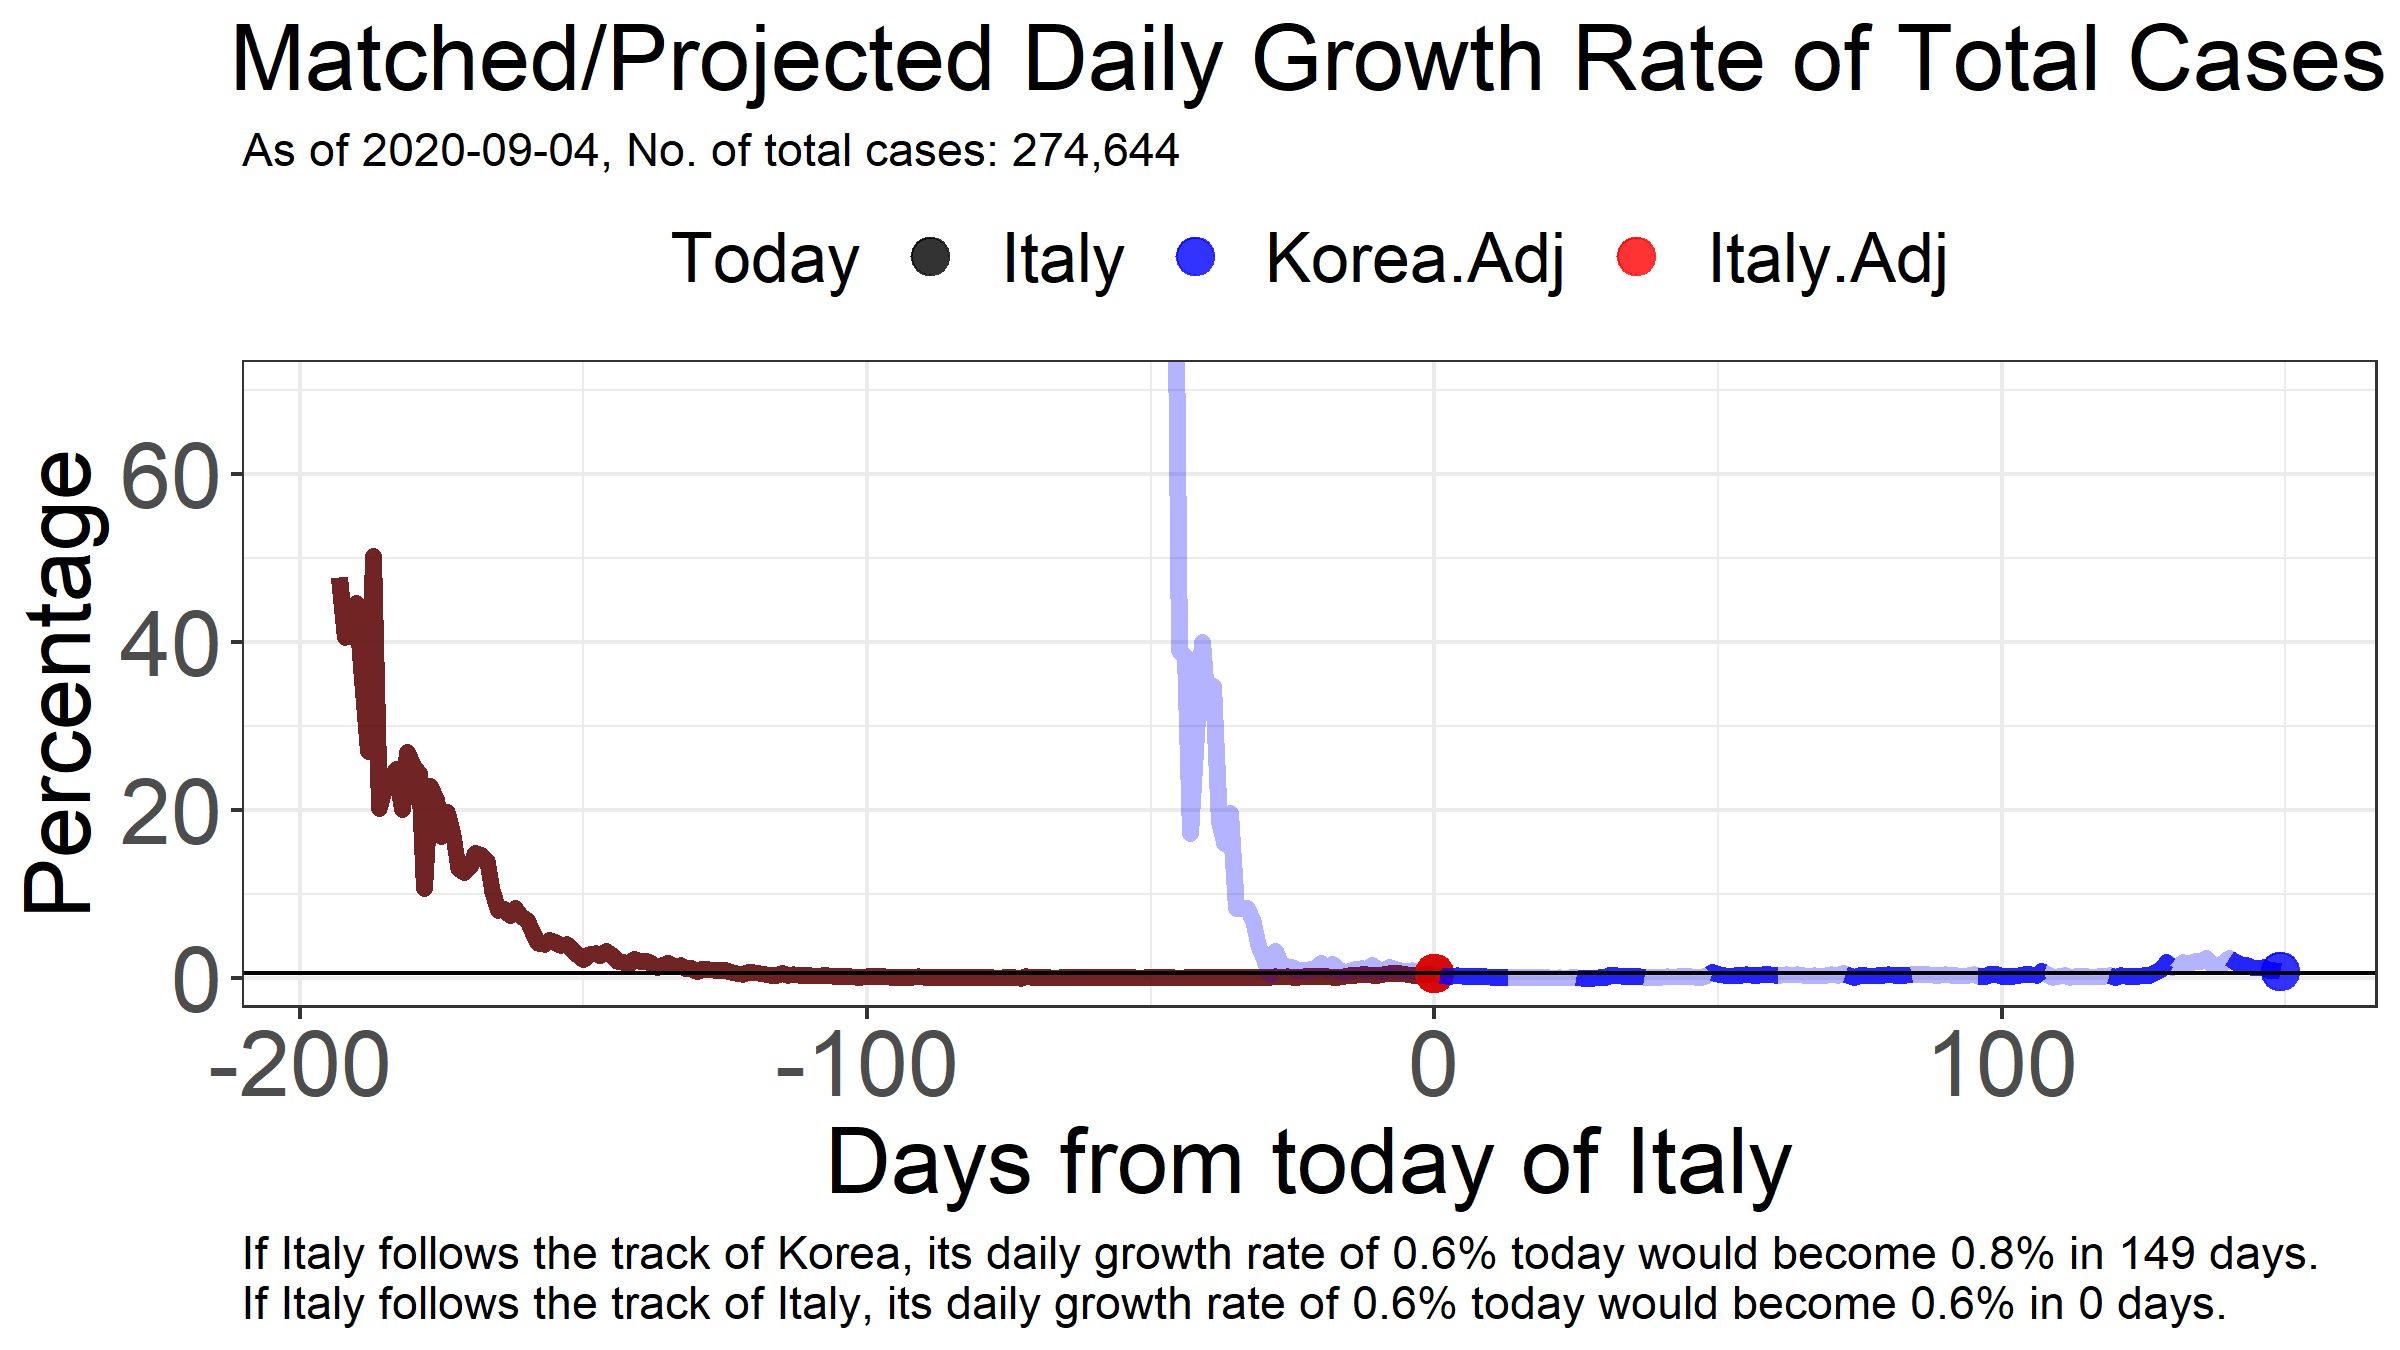 Matched/Projected Daily Growth Rate of Total Cases
As of 2020-09-04, No. of total cases: 274,644
Today Italy Korea.Adj Italy.Adj
Percentage
60
40
20
0
-200 -100 0 100
Days from today of Italy
If Italy follows the track of Korea, its daily growth rate of 0.6% today would become 0.8% in 149 days.
If Italy follows the track of Italy, its daily growth rate of 0.6% today would become 0.6% in 0 days.